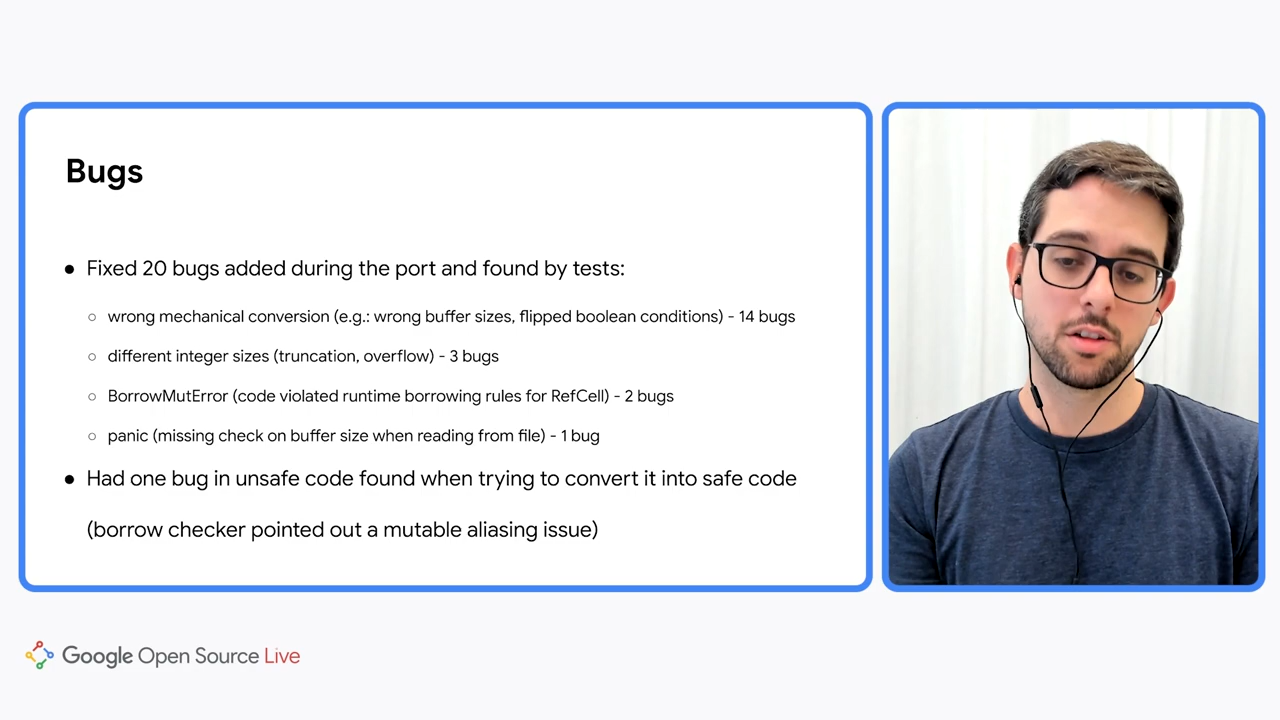 Bugs
● Fixed 20 bugs added during the port and found by tests:
○ wrong mechanical conversion (e.g.: wrong buffer sizes, flipped boolean conditions) - 14 bugs
○ different integer sizes (truncation, overflow) - 3 bugs
○ BorrowMutError (code violated runtime borrowing rules for RefCell) - 2 bugs
○ panic (missing check on buffer size when reading from file) - 1 bug
● Had one bug in unsafe code found when trying to convert it into safe code
(borrow checker pointed out a mutable aliasing issue)
Google Open Source Live